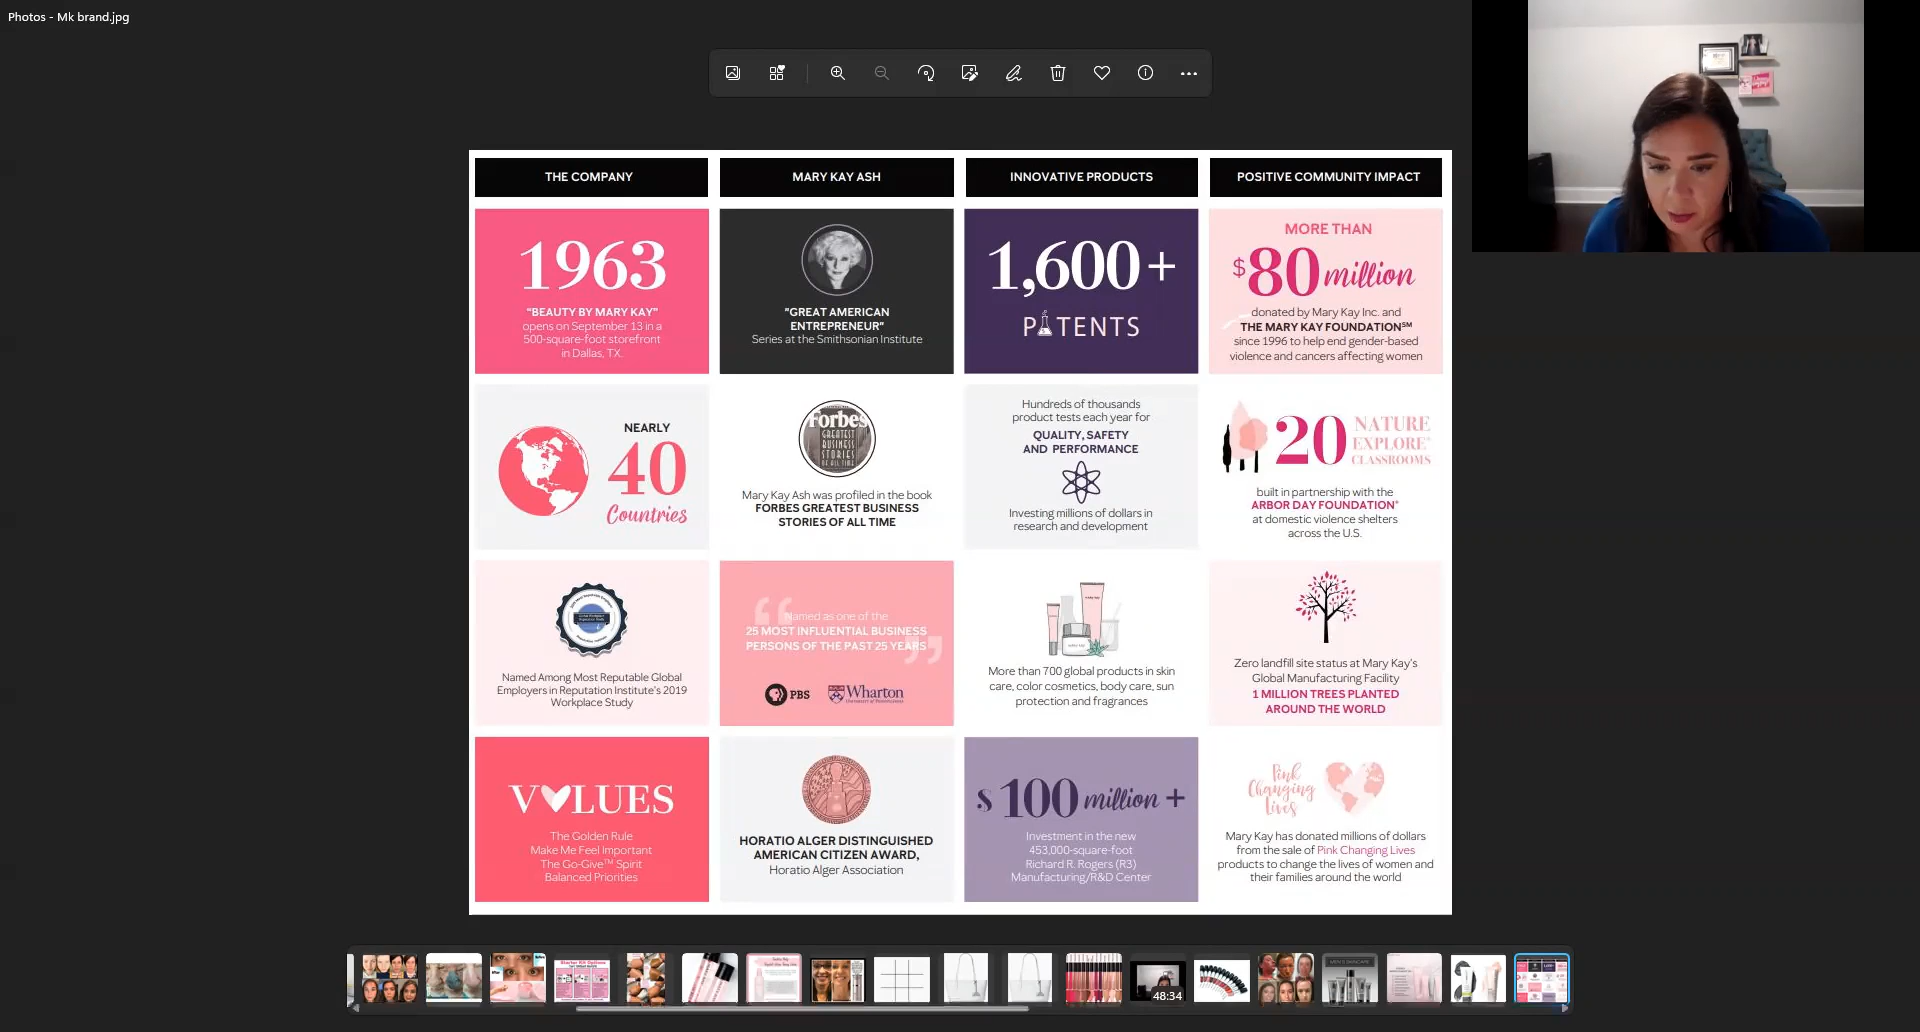 Photos - Mk brand.jpg
THE COMPANY
MARY KAY ASH
INNOVATIVE PRODUCTS
POSITIVE COMMUNITY IMPACT
1963
"BEAUTY BY MARY KAY"
opens on September 13 in a
500-square-foot storefront
in Dallas, TX.
"GREAT AMERICAN
ENTREPRENEUR"
Series at the Smithsonian Institute
1,600+
PATENTS
MORE THAN
$80 million
donated by Mary Kay Inc. and
THE MARY KAY FOUNDATION℠
since 1996 to help end gender-based
violence and cancers affecting women
NEARLY
40
Countries
Forbes
GREATEST
BUSINESS
STORIES
OF ALL TIME
Mary Kay Ash was profiled in the book
FORBES GREATEST BUSINESS
STORIES OF ALL TIME
Hundreds of thousands
product tests each year for
QUALITY, SAFETY
AND PERFORMANCE
Investing millions of dollars in
research and development
20 NATURE
EXPLORE®
CLASSROOMS
built in partnership with the
ARBOR DAY FOUNDATION®
at domestic violence shelters
across the U.S.
Named Among Most Reputable Global
Employers in Reputation Institute's 2019
Workplace Study
Named as one of the
25 MOST INFLUENTIAL BUSINESS
PERSONS OF THE PAST 25 YEARS
PBS
Wharton
UNIVERSITY of PENNSYLVANIA
More than 700 global products in skin
care, color cosmetics, body care, sun
protection and fragrances
Zero landfill site status at Mary Kay's
Global Manufacturing Facility
1 MILLION TREES PLANTED
AROUND THE WORLD
VALUES
The Golden Rule
Make Me Feel Important
The Go-Give™ Spirit
Balanced Priorities
HORATIO ALGER DISTINGUISHED
AMERICAN CITIZEN AWARD,
Horatio Alger Association
$100 million +
Investment in the new
453,000-square-foot
Richard R. Rogers (R3)
Manufacturing/R&D Center
Pink
Changing
Lives
Mary Kay has donated millions of dollars
from the sale of Pink Changing Lives
products to change the lives of women and
their families around the world
Starter Kit Options
48:34
MEN'S SKINCARE